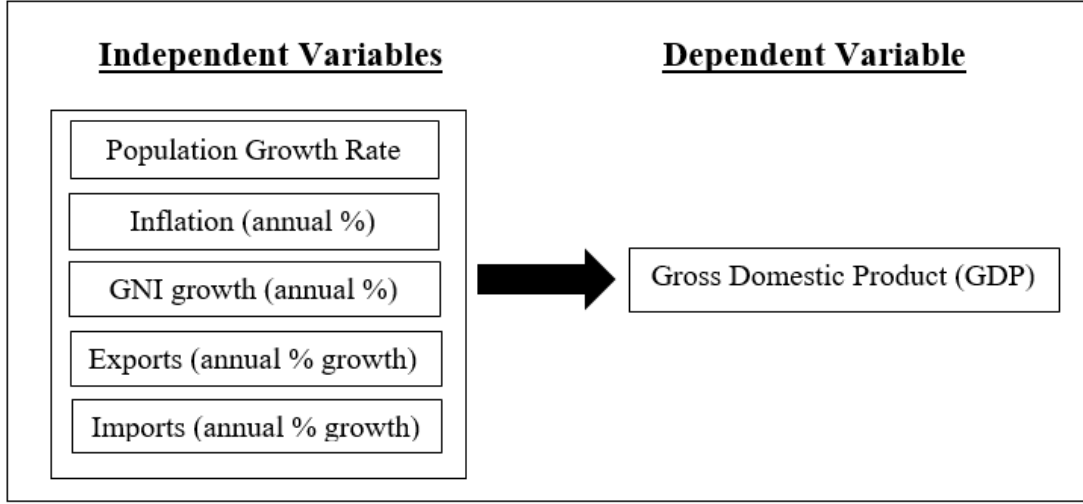 Independent Variables
Dependent Variable
Population Growth Rate
Inflation (annual %)
GNI growth (annual %)
Exports (annual % growth)
Imports (annual % growth)
Gross Domestic Product (GDP)